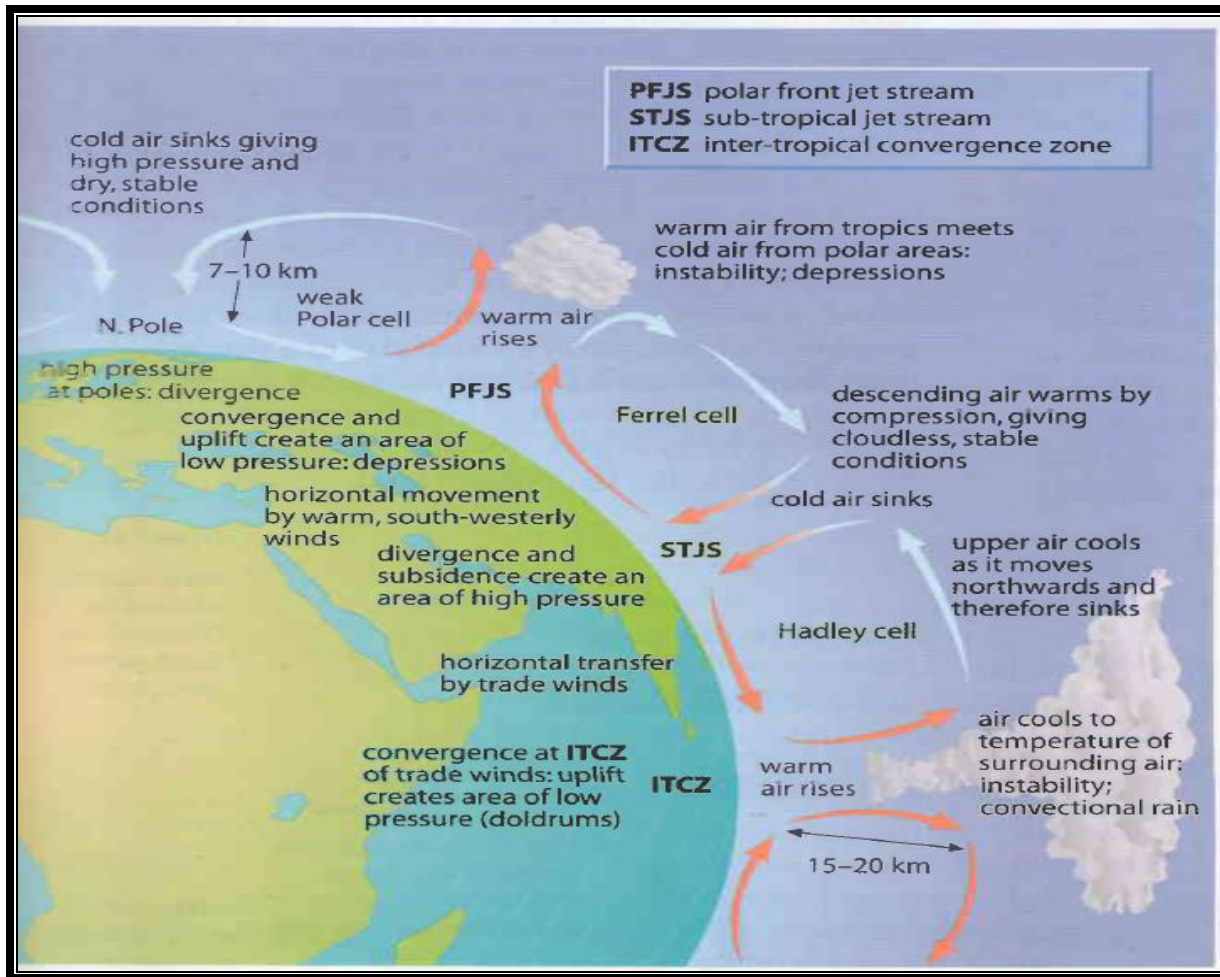 PFJS polar front jet stream
STJS sub-tropical jet stream
ITCZ inter-tropical convergence zone
cold air sinks giving
high pressure and
dry, stable
conditions
warm air from tropics meets
cold air from polar areas:
instability; depressions
7–10 km
weak
Polar cell
N. Pole
warm air
rises
high pressure
at poles: divergence
PFJS
convergence and
uplift create an area of
low pressure: depressions
Ferrel cell
descending air warms by
compression, giving
cloudless, stable
conditions
horizontal movement
by warm, south-westerly
winds
cold air sinks
STJS
divergence and
subsidence create an
area of high pressure
upper air cools
as it moves
northwards and
therefore sinks
Hadley cell
horizontal transfer
by trade winds
convergence at ITCZ
of trade winds: uplift
creates area of low
pressure (doldrums)
ITCZ
warm
air rises
air cools to
temperature of
surrounding air:
instability;
convectional rain
15–20 km